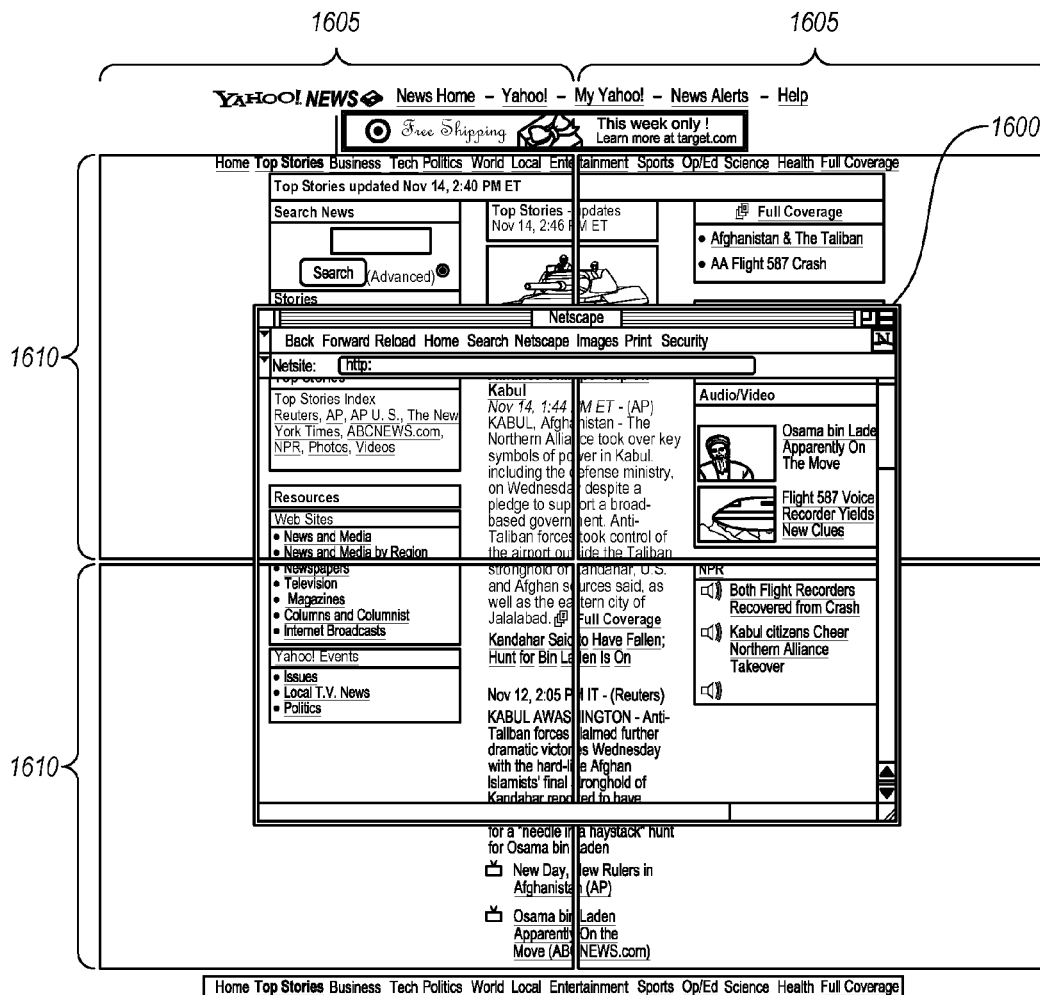 1605
1605
YAHOO! NEWS News Home – Yahoo! – My Yahoo! – News Alerts – Help
Free Shipping
This week only !
Learn more at target.com
1600
Home Top Stories Business Tech Politics World Local Entertainment Sports Op/Ed Science Health Full Coverage
Top Stories updated Nov 14, 2:40 PM ET
Search News
Search (Advanced)
Stories
Top Stories - updates
Nov 14, 2:46 PM ET
Full Coverage
• Afghanistan & The Taliban
• AA Flight 587 Crash
1610
Netscape
N
Back Forward Reload Home Search Netscape Images Print Security
Netsite: http:
Top Stories
Top Stories Index
Reuters, AP, AP U. S., The New
York Times, ABCNEWS.com,
NPR, Photos, Videos
Resources
Web Sites
• News and Media
• News and Media by Region
• Newspapers
• Television
• Magazines
• Columns and Columnist
• Internet Broadcasts
Yahoo! Events
• Issues
• Local T.V. News
• Politics
Kabul
Nov 14, 1:44 PM ET - (AP)
KABUL, Afghanistan - The
Northern Alliance took over key
symbols of power in Kabul.
including the defense ministry,
on Wednesday despite a
pledge to support a broad-
based government. Anti-
Taliban forces took control of
the airport outside the Taliban
stronghold of Kandahar, U.S.
and Afghan sources said, as
well as the eastern city of
Jalalabad. Full Coverage
Kandahar Said to Have Fallen;
Hunt for Bin Laden Is On
Nov 12, 2:05 PM IT - (Reuters)
KABUL AWASHINGTON - Anti-
Taliban forces claimed further
dramatic victories Wednesday
with the hard-line Afghan
Islamists' final stronghold of
Kandahar reported to have
for a "needle in a haystack" hunt
for Osama bin Laden
New Day, New Rulers in
Afghanistan (AP)
Osama bin Laden
Apparently On the
Move (ABCNEWS.com)
Audio/Video
Osama bin Lade
Apparently On
The Move
Flight 587 Voice
Recorder Yields
New Clues
NPR
Both Flight Recorders
Recovered from Crash
Kabul citizens Cheer
Northern Alliance
Takeover
1610
Home Top Stories Business Tech Politics World Local Entertainment Sports Op/Ed Science Health Full Coverage